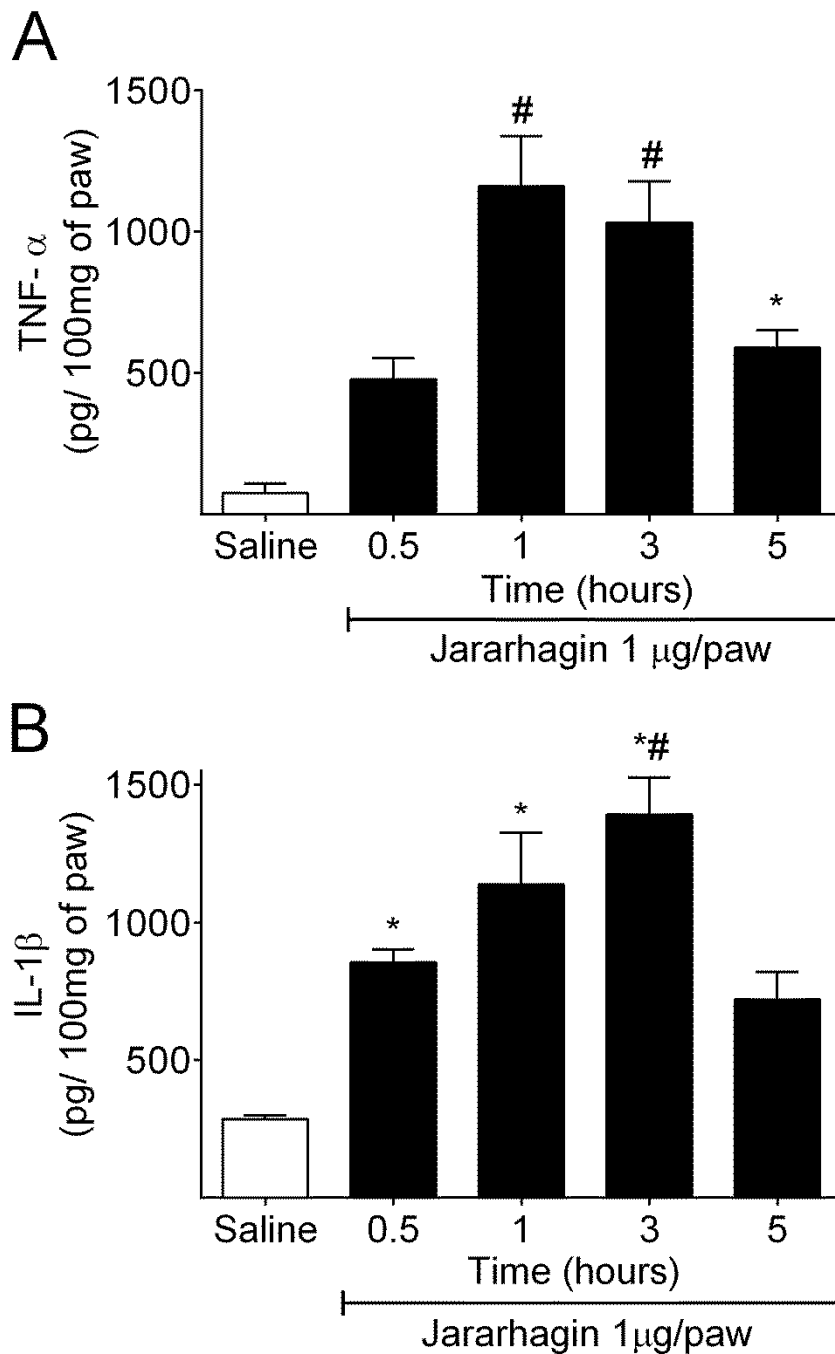 A
TNF- α
(pg/ 100mg of paw)
1500
1000
500
#
#
*
Saline
0.5
1
3
5
Time (hours)
Jararhagin 1 μg/paw
B
IL-1β
(pg/ 100mg of paw)
1500
1000
500
*
*
*#
Saline
0.5
1
3
5
Time (hours)
Jararhagin 1μg/paw